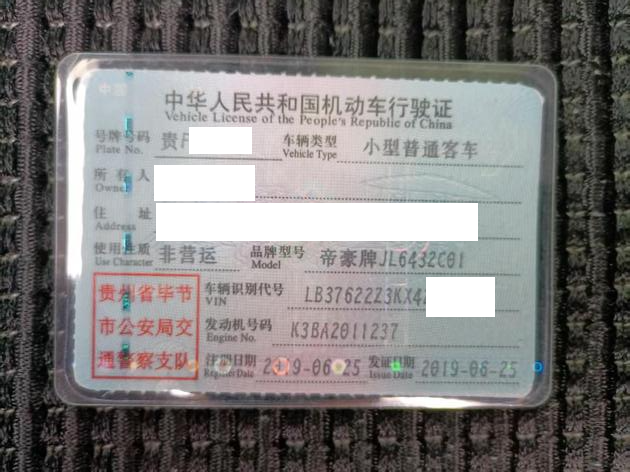 中国
中华人民共和国机动车行驶证
Vehicle License of the People's Republic of China
号牌号码 贵F 车辆类型 小型普通客车
Plate No. Vehicle Type
所有人
Owner
住址
Address
使用性质 非营运 品牌型号 帝豪牌JL6432C01
Use Character Model
贵州省毕节 车辆识别代号 LB37622Z3KX4
VIN
市公安局交 发动机号码 K3BA2011237
Engine No.
通警察支队 注册日期 2019-06-25 发证日期 2019-06-25
Register Date Issue Date